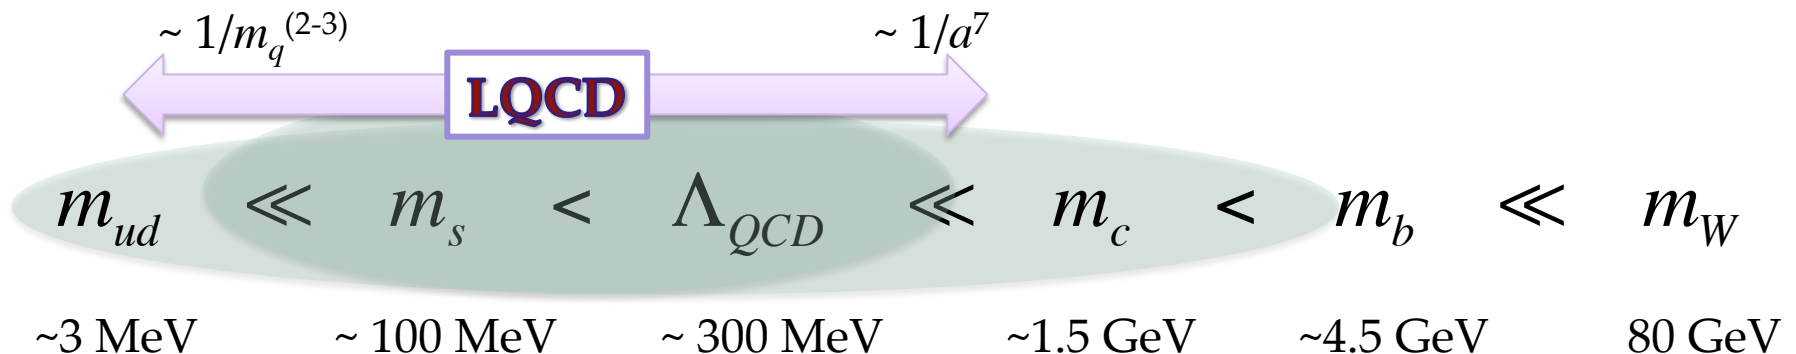 ~ 1/m_q^(2-3) ~ 1/a^7
LQCD
m_ud ≪ m_s < Λ_QCD ≪ m_c < m_b ≪ m_W
~3 MeV ~ 100 MeV ~ 300 MeV ~1.5 GeV ~4.5 GeV 80 GeV